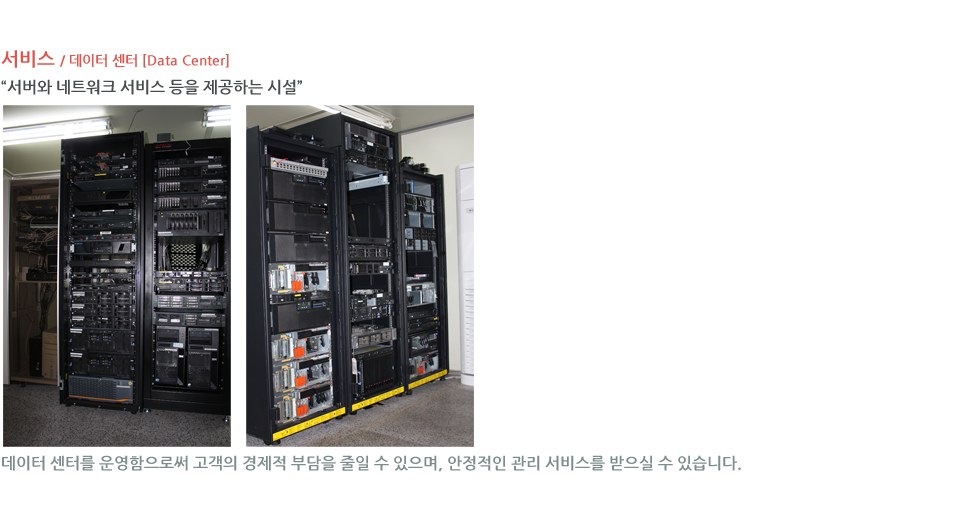 서비스 / 데이터 센터 [Data Center]
“서버와 네트워크 서비스 등을 제공하는 시설”
데이터 센터를 운영함으로써 고객의 경제적 부담을 줄일 수 있으며, 안정적인 관리 서비스를 받으실 수 있습니다.